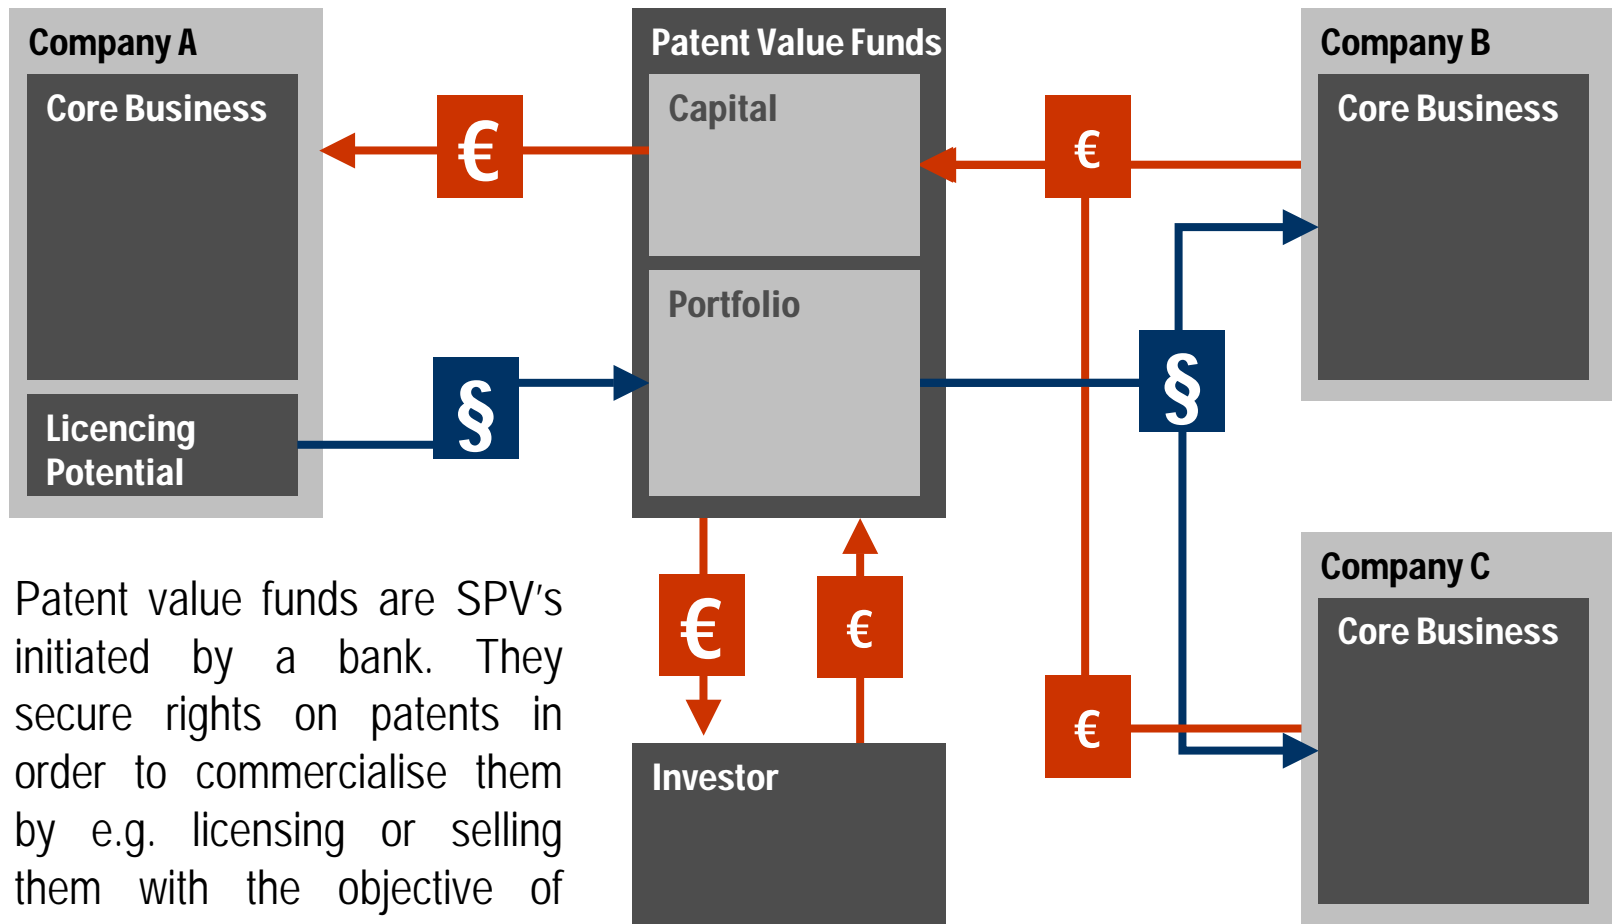 Company A
Core Business
Licencing
Potential
€
§
Patent Value Funds
Capital
Portfolio
€
§
Company B
Core Business
€
€
€
Investor
Company C
Core Business
€
Patent value funds are SPV's
initiated by a bank. They
secure rights on patents in
order to commercialise them
by e.g. licensing or selling
them with the objective of